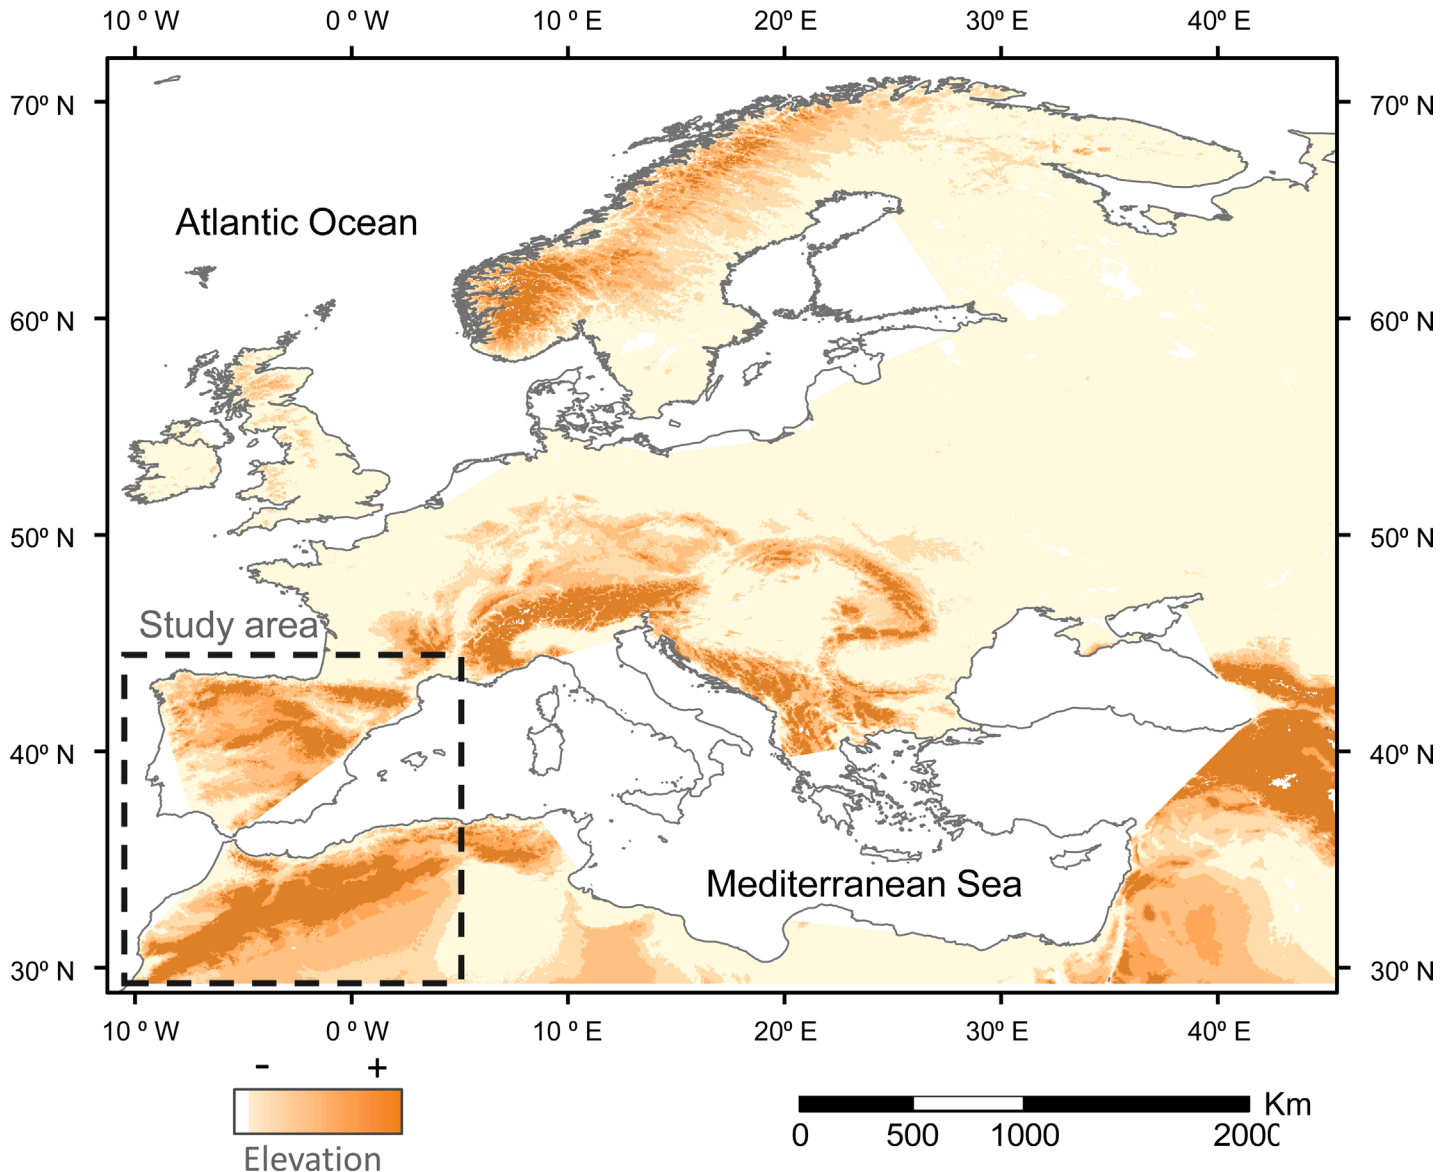 10 º W 0 º W 10 º E 20º E 30º E 40º E
70º N 70º N
Atlantic Ocean
60º N 60º N
50º N 50º N
Study area
40º N 40º N
Mediterranean Sea
30º N 30º N
10 º W 0 º W 10 º E 20º E 30º E 40º E
- +
Km
0 500 1000 2000
Elevation